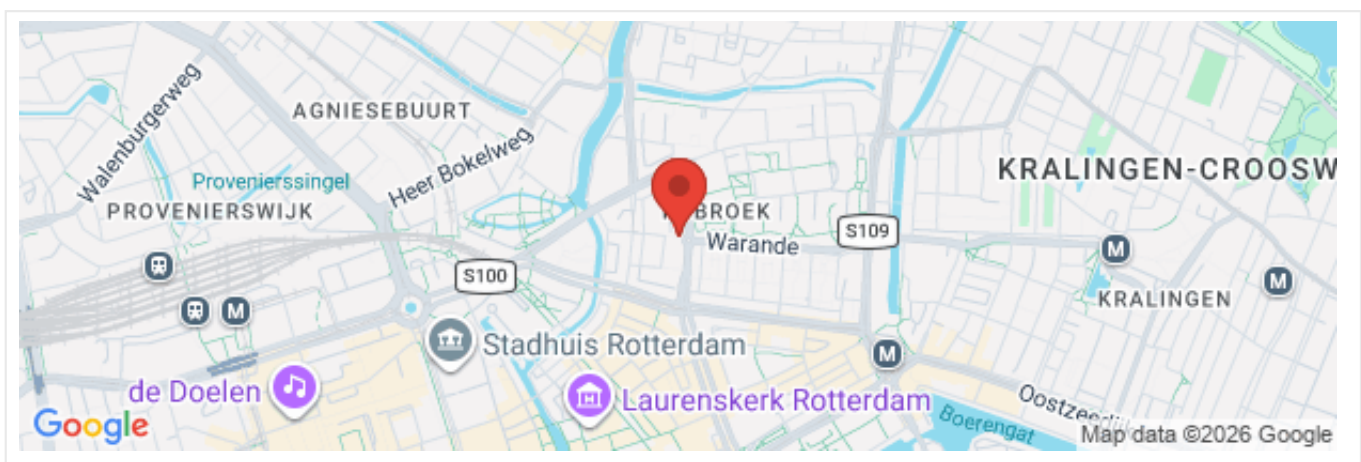 AGNIESEBUURT
Walenburgerweg
Heer Bokelweg
KRALINGEN-CROOSW
Provenierssingel
PROVENIERSWIJK
BROEK
Warande
S109
M
S100
M
KRALINGEN
M
M
Stadhuis Rotterdam
de Doelen
Laurenskerk Rotterdam
Oostzeedij
Boerengat
Google
Map data ©2026 Google